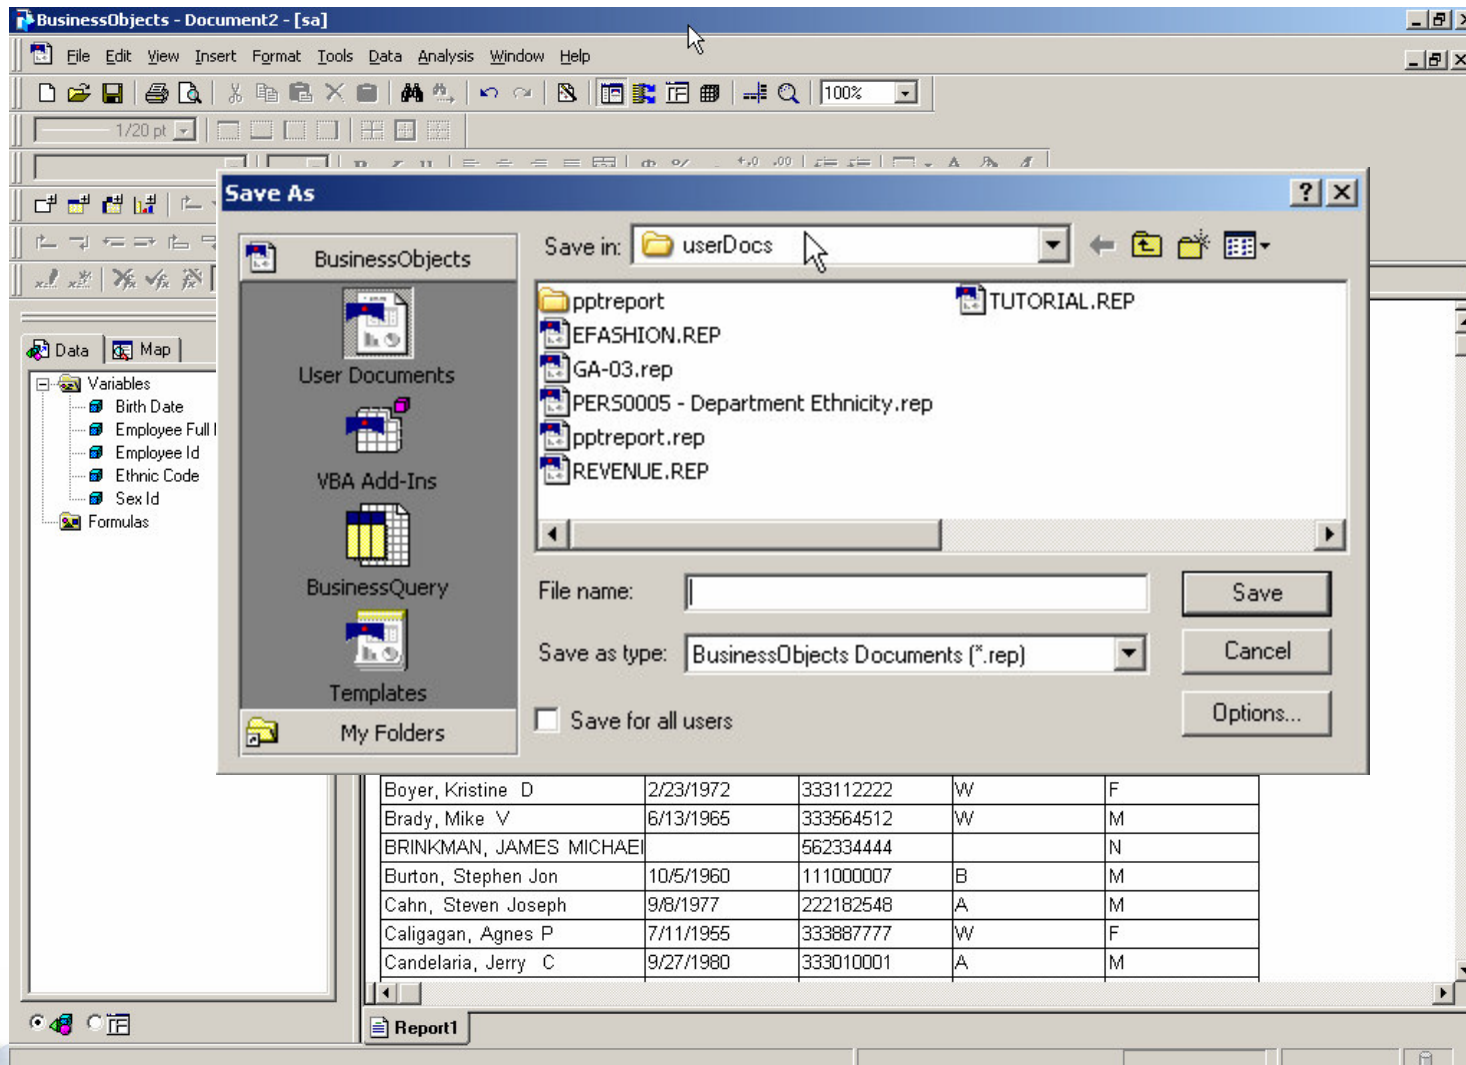 BusinessObjects - Document2 - [sa]
File Edit View Insert Format Tools Data Analysis Window Help
100%
1/20 pt
Save As
BusinessObjects
Save in: userDocs
User Documents
VBA Add-Ins
BusinessQuery
Templates
My Folders
pptreport
TUTORIAL.REP
EFASHION.REP
GA-03.rep
PERS0005 - Department Ethnicity.rep
pptreport.rep
REVENUE.REP
File name:
Save
Save as type: BusinessObjects Documents (*.rep)
Cancel
Save for all users
Options...
Data Map
Variables
Birth Date
Employee Full
Employee Id
Ethnic Code
Sex Id
Formulas
Boyer, Kristine D 2/23/1972 333112222 W F
Brady, Mike V 6/13/1965 333564512 W M
BRINKMAN, JAMES MICHAEL 562334444 N
Burton, Stephen Jon 10/5/1960 111000007 B M
Cahn, Steven Joseph 9/8/1977 222182548 A M
Caligagan, Agnes P 7/11/1955 333887777 W F
Candelaria, Jerry C 9/27/1980 333010001 A M
Report1